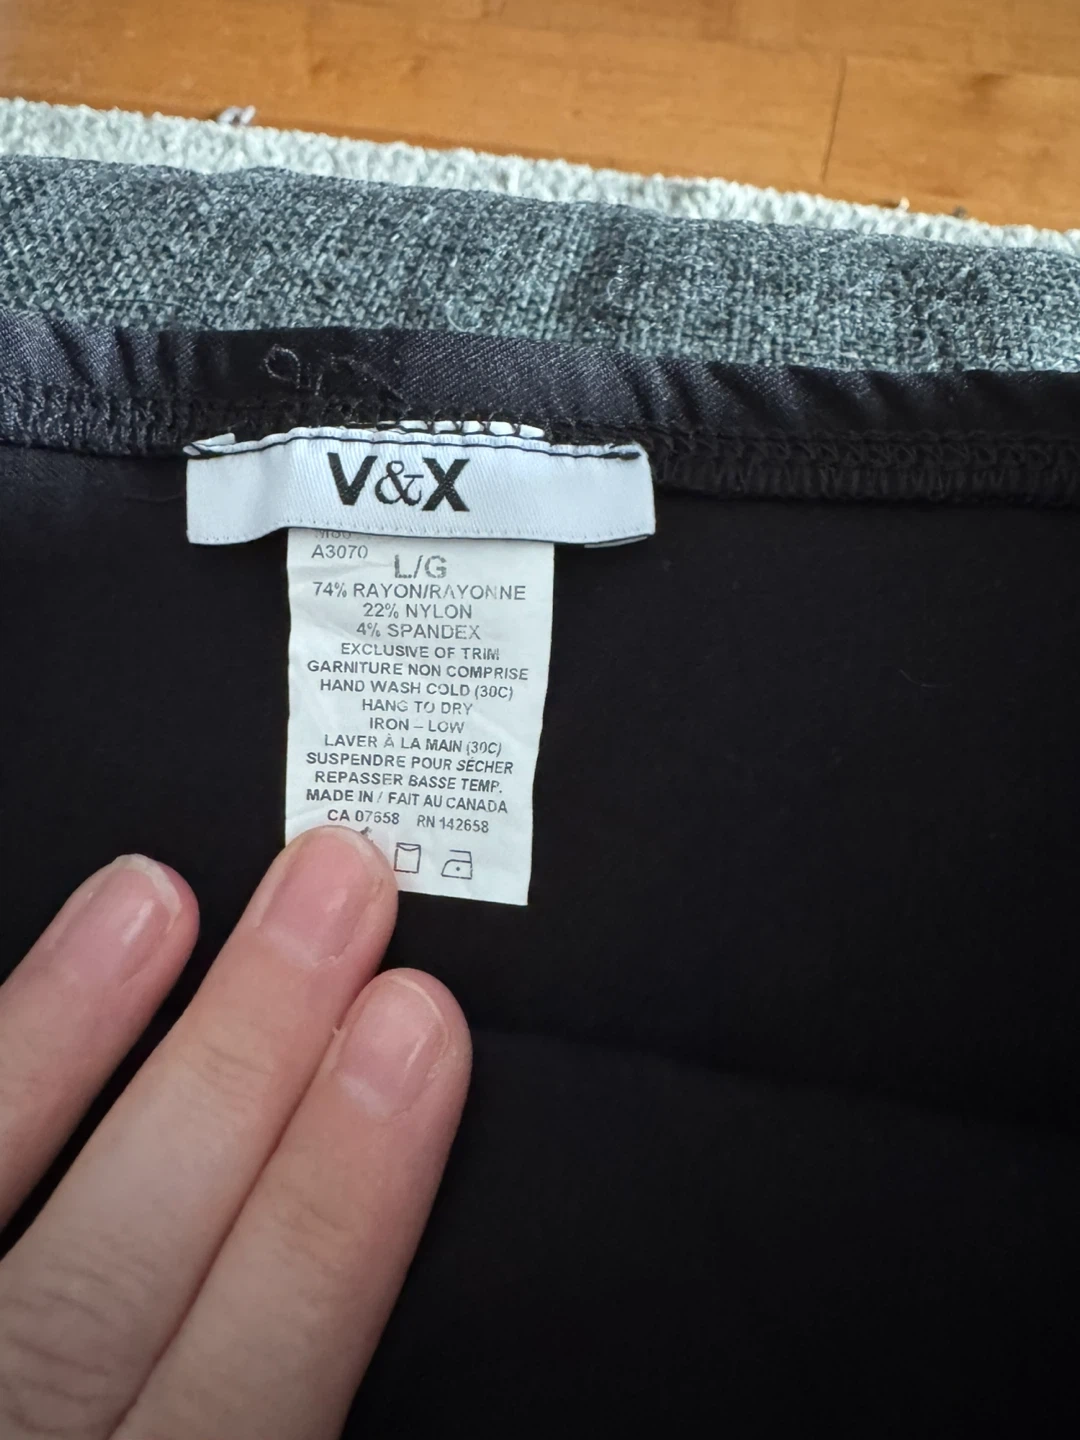 V&X
A3070
L/G
74% RAYON/RAYONNE
22% NYLON
4% SPANDEX
EXCLUSIVE OF TRIM
GARNITURE NON COMPRISE
HAND WASH COLD (30C)
HANG TO DRY
IRON – LOW
LAVER À LA MAIN (30C)
SUSPENDRE POUR SÉCHER
REPASSER BASSE TEMP.
MADE IN / FAIT AU CANADA
CA 07658 RN 142658